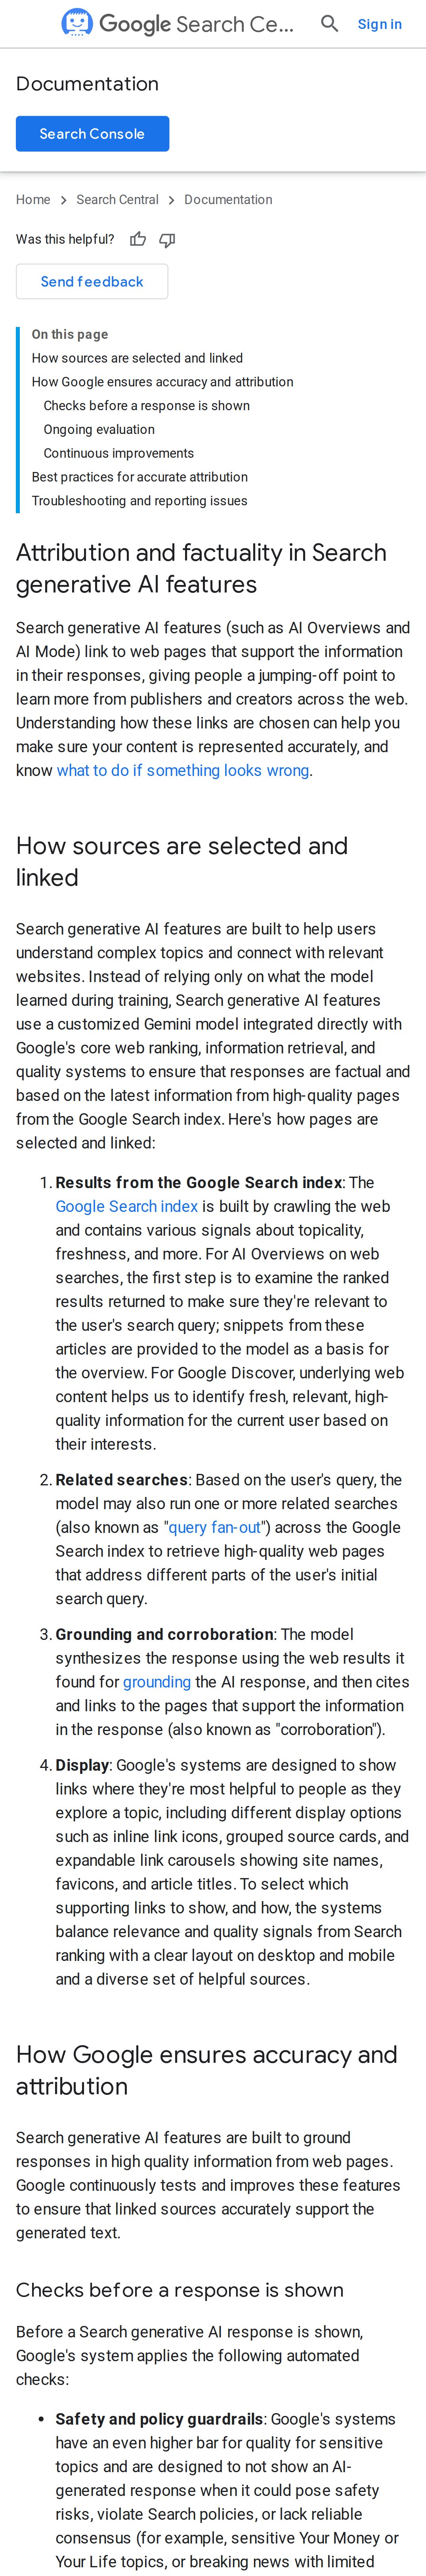 Google Search Ce...
Sign in
Documentation
Search Console
Home > Search Central > Documentation
Was this helpful?
Send feedback
On this page
How sources are selected and linked
How Google ensures accuracy and attribution
Checks before a response is shown
Ongoing evaluation
Continuous improvements
Best practices for accurate attribution
Troubleshooting and reporting issues
Attribution and factuality in Search
generative AI features
Search generative AI features (such as AI Overviews and
AI Mode) link to web pages that support the information
in their responses, giving people a jumping-off point to
learn more from publishers and creators across the web.
Understanding how these links are chosen can help you
make sure your content is represented accurately, and
know what to do if something looks wrong.
How sources are selected and
linked
Search generative AI features are built to help users
understand complex topics and connect with relevant
websites. Instead of relying only on what the model
learned during training, Search generative AI features
use a customized Gemini model integrated directly with
Google's core web ranking, information retrieval, and
quality systems to ensure that responses are factual and
based on the latest information from high-quality pages
from the Google Search index. Here's how pages are
selected and linked:
1. Results from the Google Search index: The
Google Search index is built by crawling the web
and contains various signals about topicality,
freshness, and more. For AI Overviews on web
searches, the first step is to examine the ranked
results returned to make sure they're relevant to
the user's search query; snippets from these
articles are provided to the model as a basis for
the overview. For Google Discover, underlying web
content helps us to identify fresh, relevant, high-
quality information for the current user based on
their interests.
2. Related searches: Based on the user's query, the
model may also run one or more related searches
(also known as "query fan-out") across the Google
Search index to retrieve high-quality web pages
that address different parts of the user's initial
search query.
3. Grounding and corroboration: The model
synthesizes the response using the web results it
found for grounding the AI response, and then cites
and links to the pages that support the information
in the response (also known as "corroboration").
4. Display: Google's systems are designed to show
links where they're most helpful to people as they
explore a topic, including different display options
such as inline link icons, grouped source cards, and
expandable link carousels showing site names,
favicons, and article titles. To select which
supporting links to show, and how, the systems
balance relevance and quality signals from Search
ranking with a clear layout on desktop and mobile
and a diverse set of helpful sources.
How Google ensures accuracy and
attribution
Search generative AI features are built to ground
responses in high quality information from web pages.
Google continuously tests and improves these features
to ensure that linked sources accurately support the
generated text.
Checks before a response is shown
Before a Search generative AI response is shown,
Google's system applies the following automated
checks:
• Safety and policy guardrails: Google's systems
have an even higher bar for quality for sensitive
topics and are designed to not show an AI-
generated response when it could pose safety
risks, violate Search policies, or lack reliable
consensus (for example, sensitive Your Money or
Your Life topics, or breaking news with limited